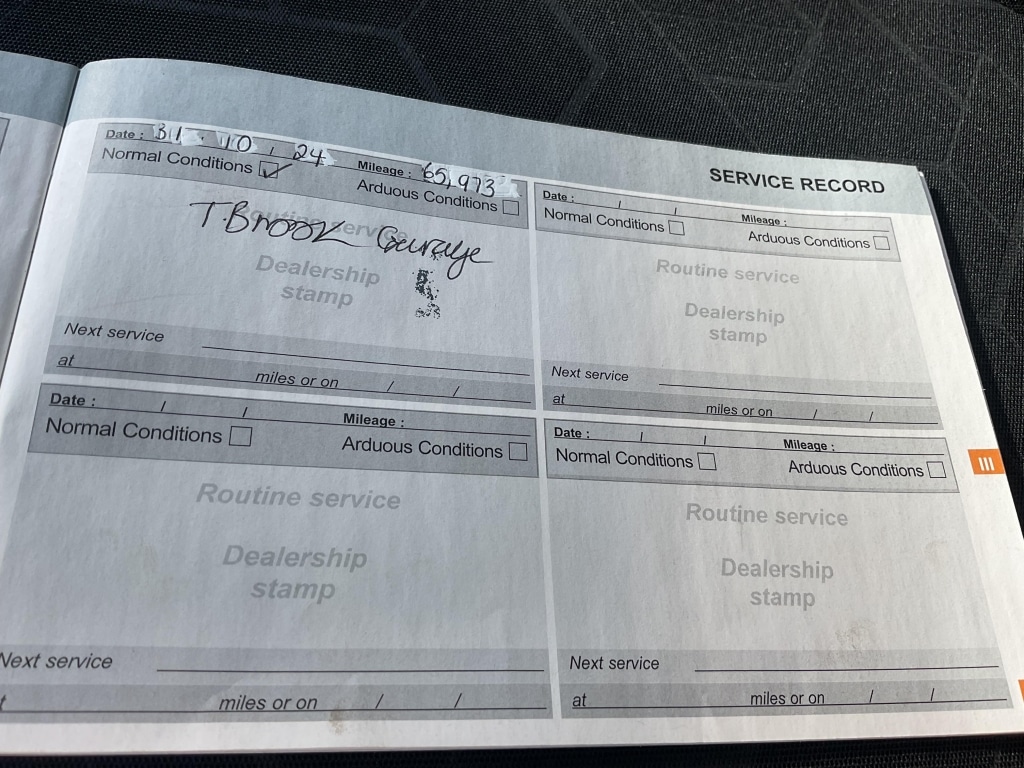 SERVICE RECORD
Date : 31 . 10 , 24 Mileage : 65,973
Normal Conditions Arduous Conditions
Routine service
T.Brook Garage
Dealership
stamp
Next service
at miles or on / /
Date : / / Mileage :
Normal Conditions Arduous Conditions
Routine service
Dealership
stamp
Next service
at miles or on / /
Date : / / Mileage :
Normal Conditions Arduous Conditions
Routine service
Dealership
stamp
Next service
miles or on / /
Date : / / Mileage :
Normal Conditions Arduous Conditions
Routine service
Dealership
stamp
Next service
at miles or on / /
III